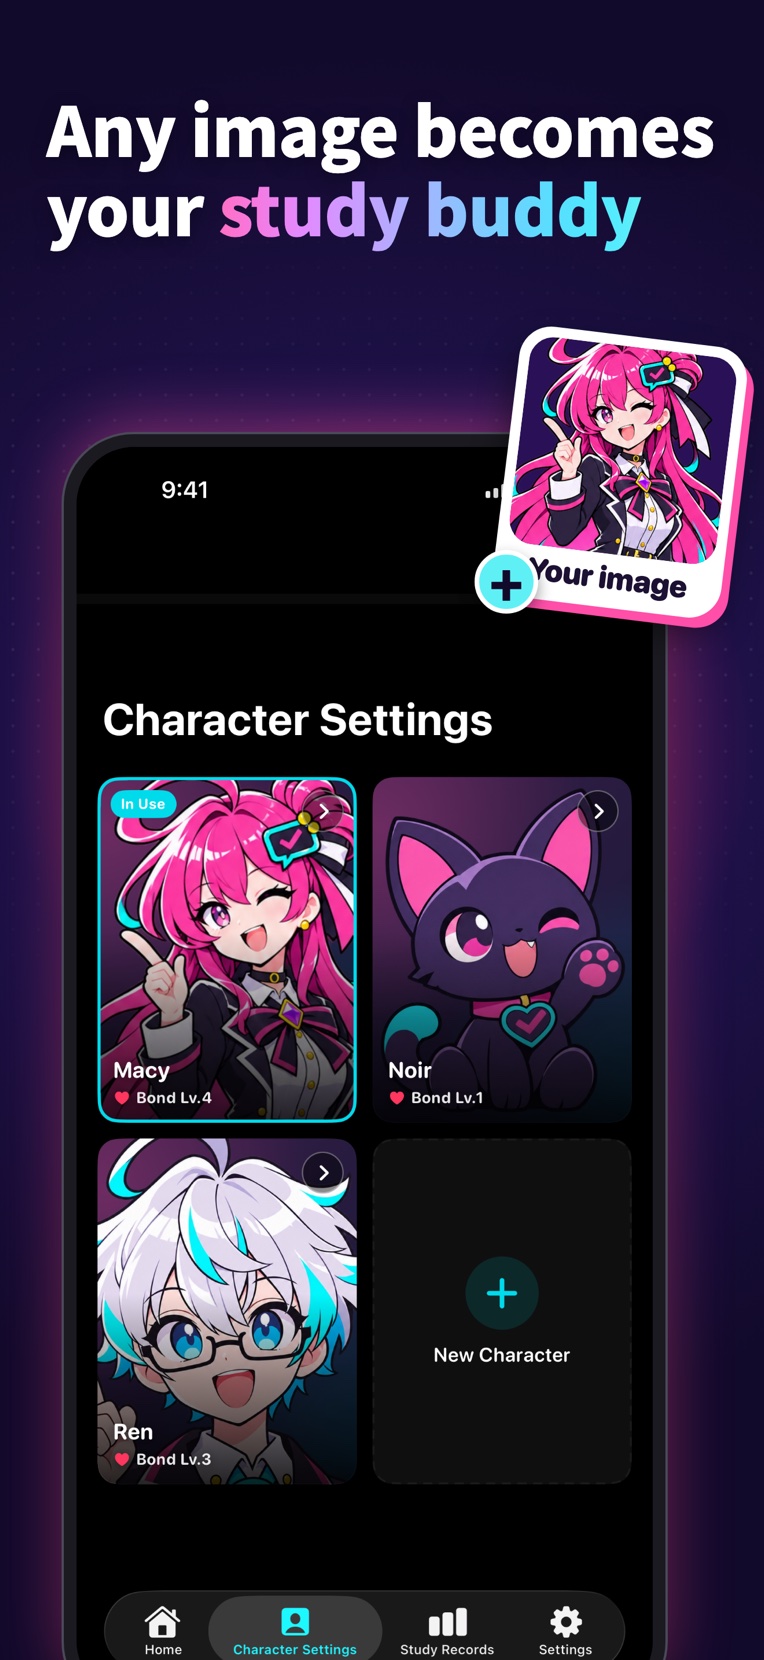 Any image becomes
your study buddy
9:41
Your image
Character Settings
In Use
Macy
Bond Lv.4
Noir
Bond Lv.1
Ren
Bond Lv.3
New Character
Home
Character Settings
Study Records
Settings